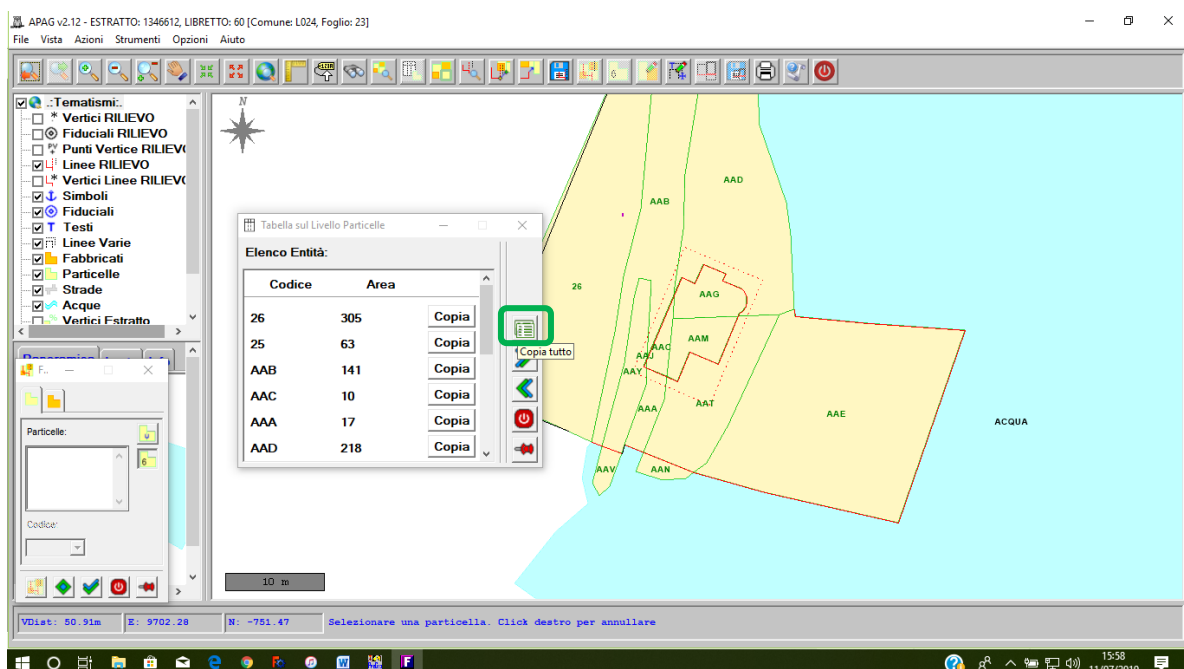 APAG v2.12 - ESTRATTO: 1346612, LIBRETTO: 60 [Comune: L024, Foglio: 23]
File Vista Azioni Strumenti Opzioni Aiuto
.:Tematismi:.
Vertici RILIEVO
Fiduciali RILIEVO
Punti Vertice RILIEV
Linee RILIEVO
Vertici Linee RILIEV
Simboli
Fiduciali
Testi
Linee Varie
Fabbricati
Particelle
Strade
Acque
Vertici Estratto
F..
Particelle:
Codice:
N
Tabella sul Livello Particelle
Elenco Entità:
Codice Area
26 305 Copia
25 63 Copia
AAB 141 Copia
AAC 10 Copia
AAA 17 Copia
AAD 218 Copia
Copia tutto
AAD
AAB
26
AAG
AAM
AAC
AAJ
AAY
AAA
AAT
AAE
ACQUA
AAV
AAN
10 m
VDist: 50.91m E: 9702.28 N: -751.47 Selezionare una particella. Click destro per annullare
15:58
11/07/2019